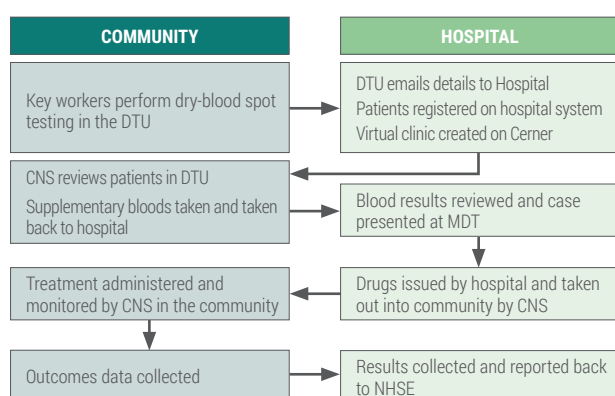 COMMUNITY
HOSPITAL
Key workers perform dry-blood spot
testing in the DTU
DTU emails details to Hospital
Patients registered on hospital system
Virtual clinic created on Cerner
CNS reviews patients in DTU
Supplementary bloods taken and taken
back to hospital
Blood results reviewed and case
presented at MDT
Treatment administered and
monitored by CNS in the community
Drugs issued by hospital and taken
out into community by CNS
Outcomes data collected
Results collected and reported back
to NHSE